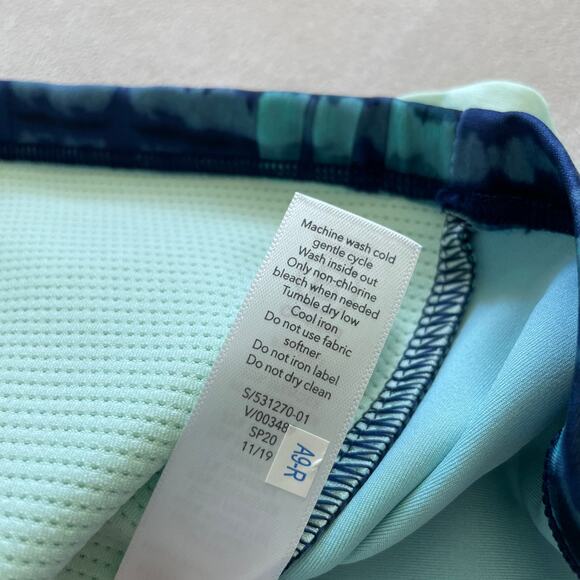 Machine wash cold
gentle cycle
Wash inside out
Only non-chlorine
bleach when needed
Tumble dry low
Cool iron
Do not use fabric
softner
Do not iron label
Do not dry clean
S/531270-01
V/00348
SP20
11/19
A9-R